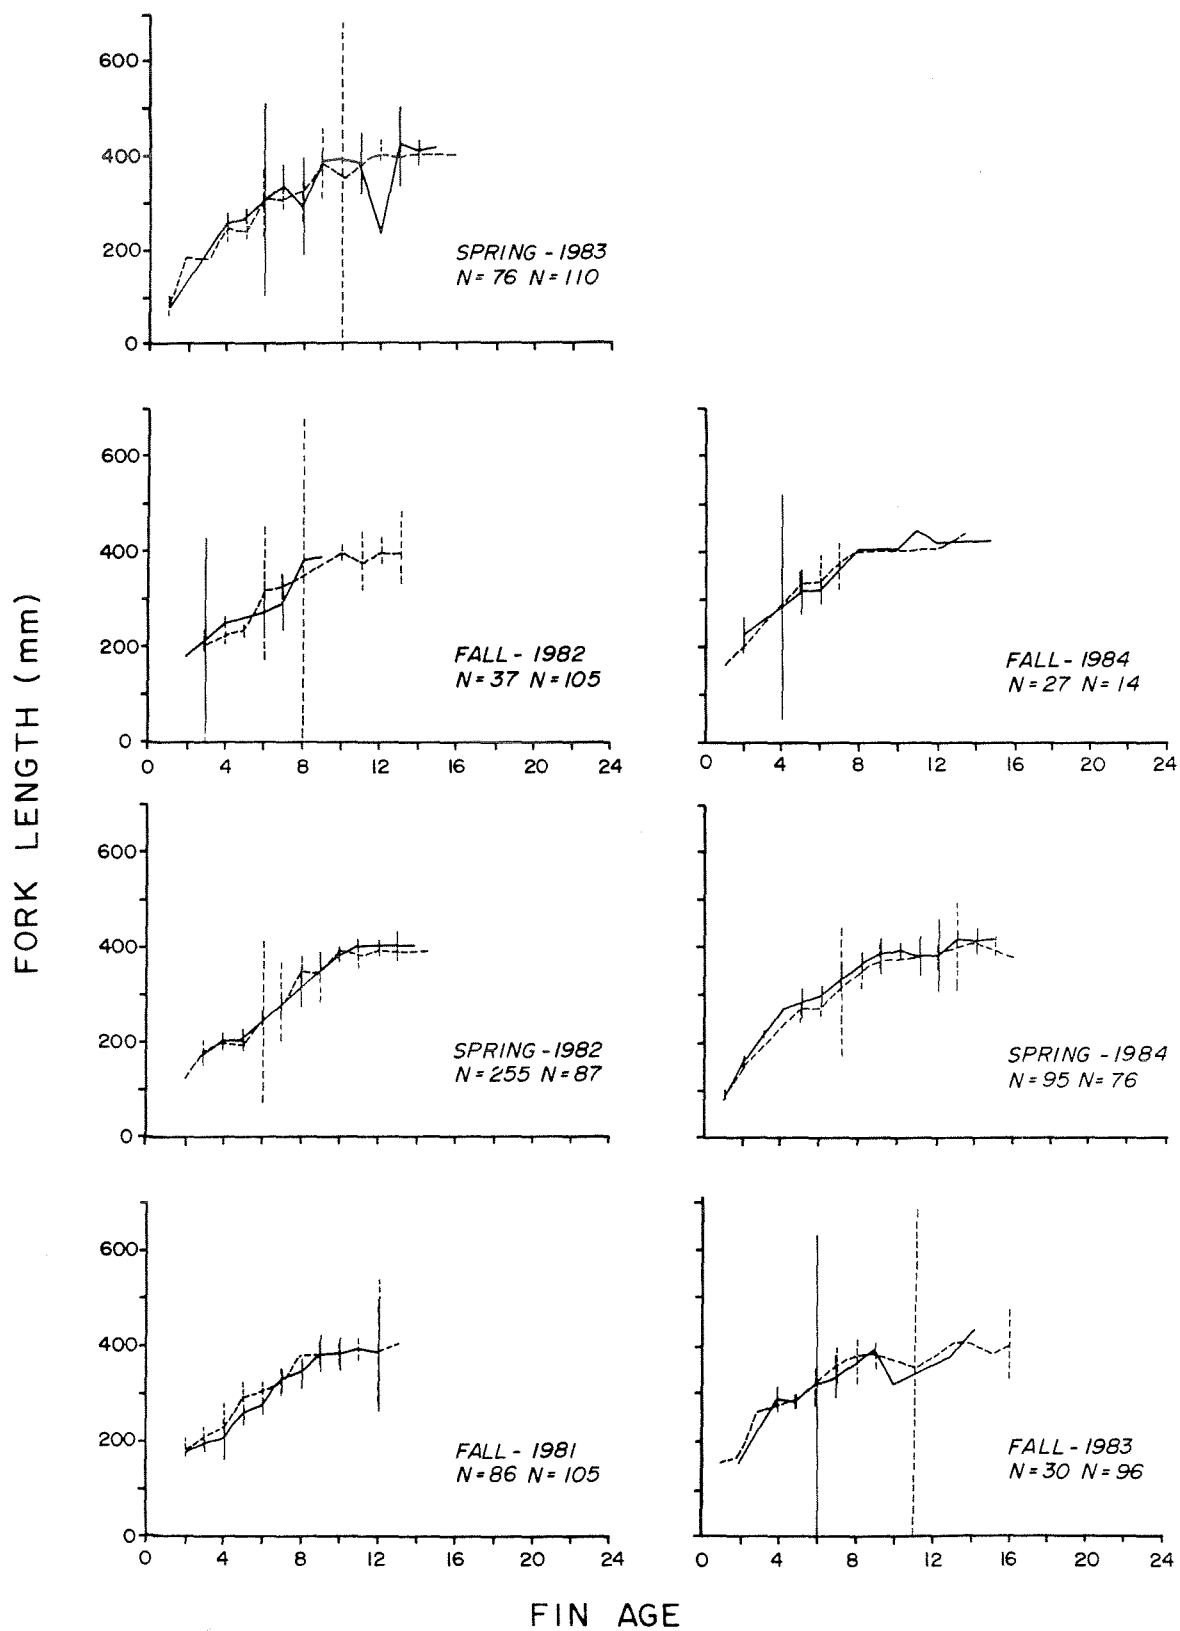 FORK LENGTH (mm)
600
400
200
0
SPRING - 1983
N= 76 N= 110
600
400
200
0
0 4 8 12 16 20 24
FALL - 1982
N= 37 N= 105
0 4 8 12 16 20 24
FALL - 1984
N= 27 N= 14
600
400
200
0
SPRING - 1982
N= 255 N= 87
SPRING - 1984
N= 95 N= 76
600
400
200
0
0 4 8 12 16 20 24
FALL - 1981
N= 86 N= 105
0 4 8 12 16 20 24
FALL - 1983
N= 30 N= 96
FIN AGE